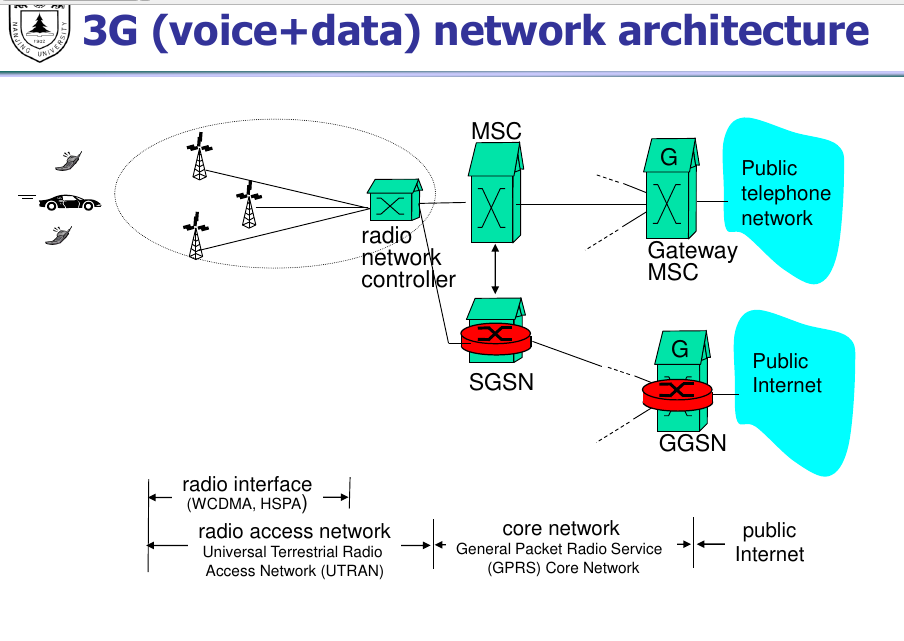 3G (voice+data) network architecture
NANJING UNIVERSITY
1902
MSC
G
Public
telephone
network
radio
network
controller
Gateway
MSC
SGSN
G
Public
Internet
GGSN
radio interface
(WCDMA, HSPA)
radio access network
Universal Terrestrial Radio
Access Network (UTRAN)
core network
General Packet Radio Service
(GPRS) Core Network
public
Internet